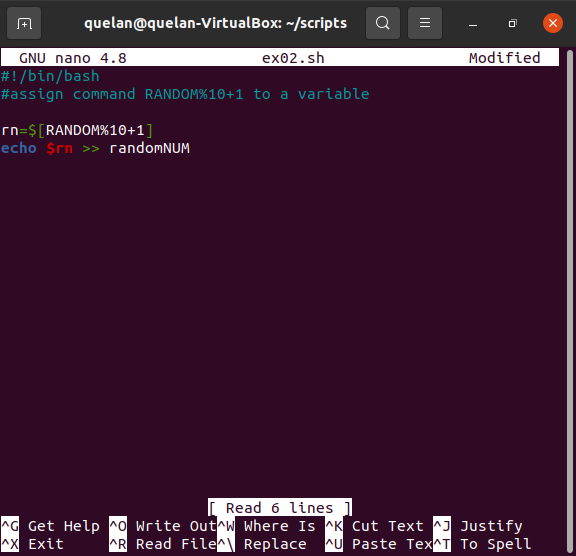 quelan@quelan-VirtualBox: ~/scripts
GNU nano 4.8 ex02.sh Modified
#!/bin/bash
#assign command RANDOM%10+1 to a variable
rn=$[RANDOM%10+1]
echo $rn >> randomNUM
[ Read 6 lines ]
^G Get Help ^O Write Out ^W Where Is ^K Cut Text ^J Justify
^X Exit ^R Read File ^\ Replace ^U Paste Tex ^T To Spell